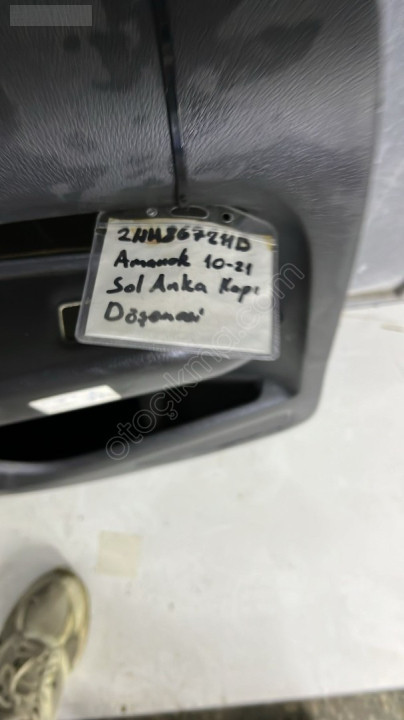 2HH867211D
Amarok 10-21
Sol Arka Kapı
Döşemesi
otoçıkma.com